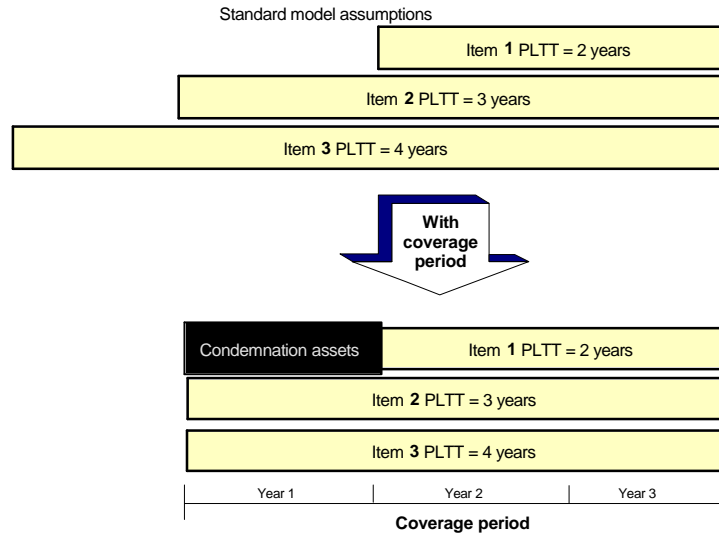 Standard model assumptions
Item 1 PLTT = 2 years
Item 2 PLTT = 3 years
Item 3 PLTT = 4 years
With
coverage
period
Condemnation assets
Item 1 PLTT = 2 years
Item 2 PLTT = 3 years
Item 3 PLTT = 4 years
Year 1
Year 2
Year 3
Coverage period